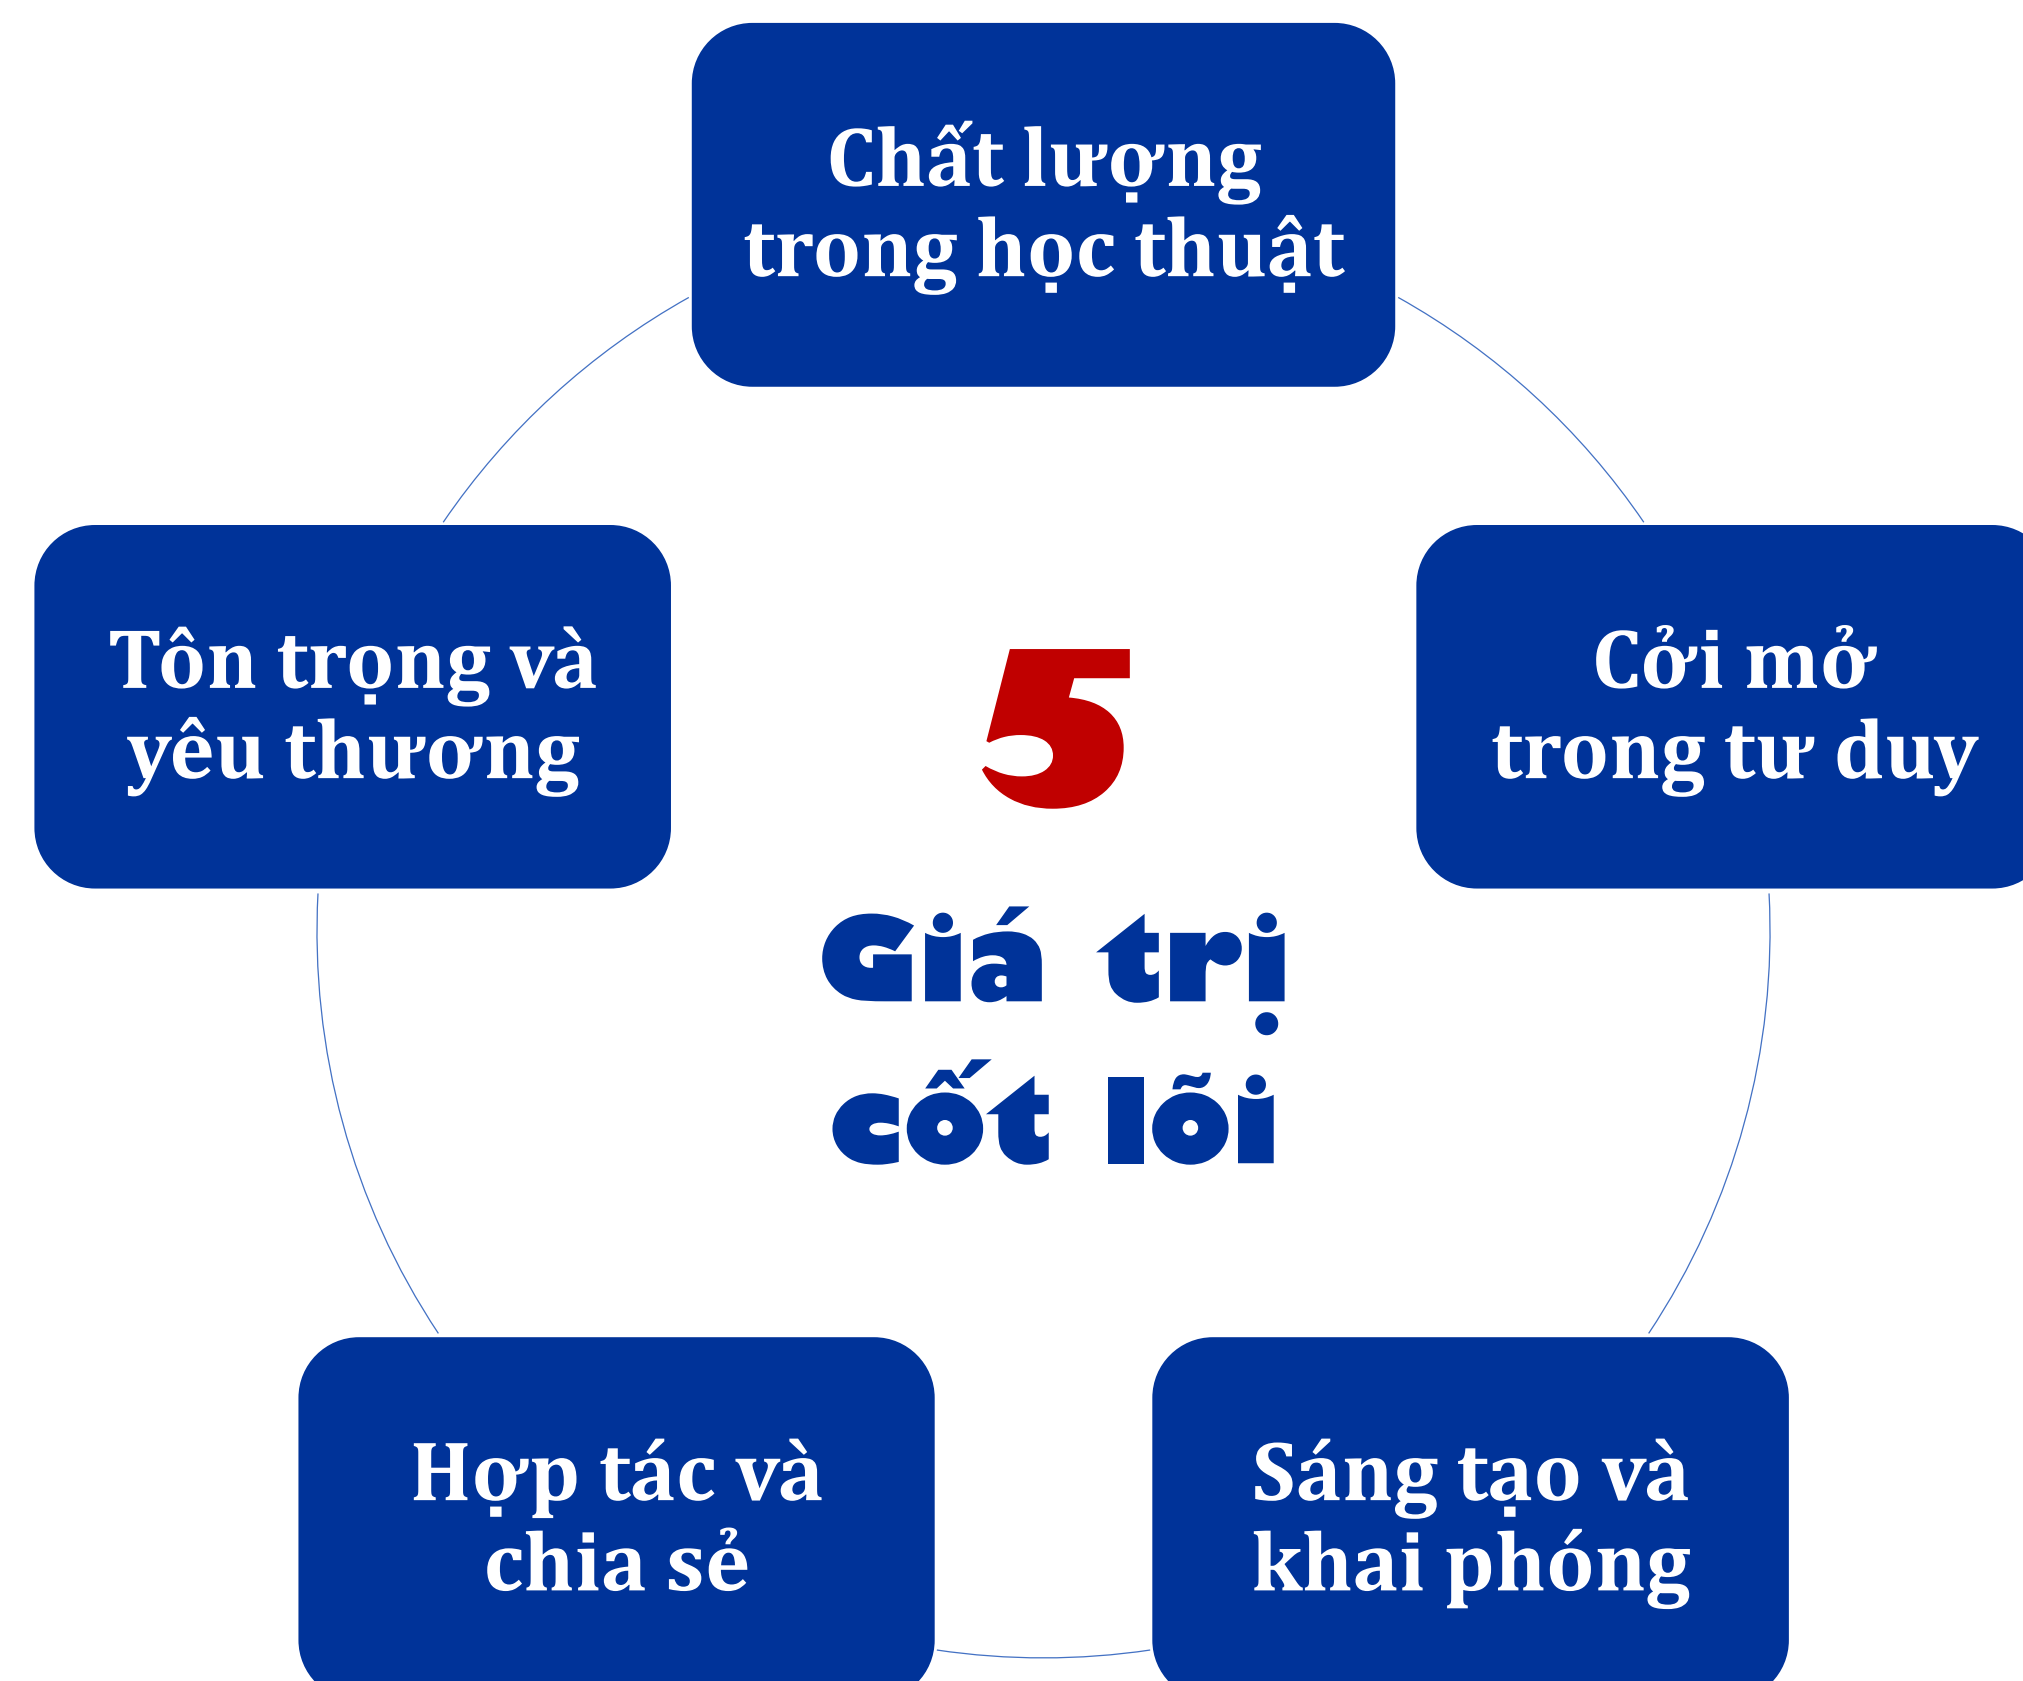 Chất lượng
trong học thuật
Tôn trọng và
yêu thương
Cởi mở
trong tư duy
5
Giá trị
cốt lõi
Hợp tác và
chia sẻ
Sáng tạo và
khai phóng